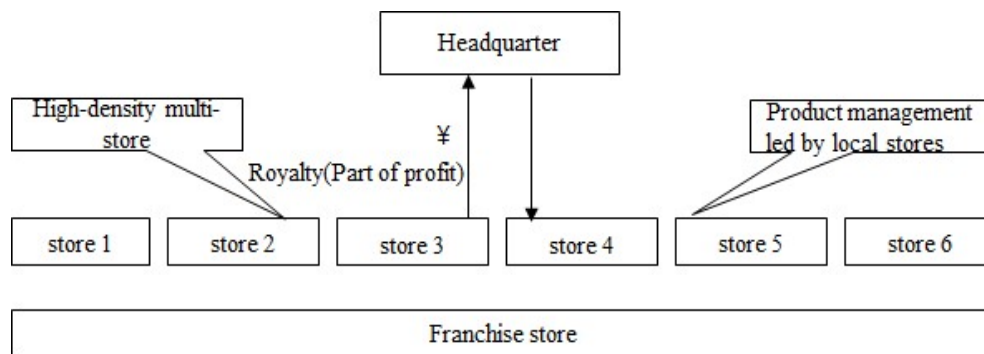 Headquarter
High-density multi-
store
Product management
led by local stores
¥
Royalty(Part of profit)
store 1
store 2
store 3
store 4
store 5
store 6
Franchise store